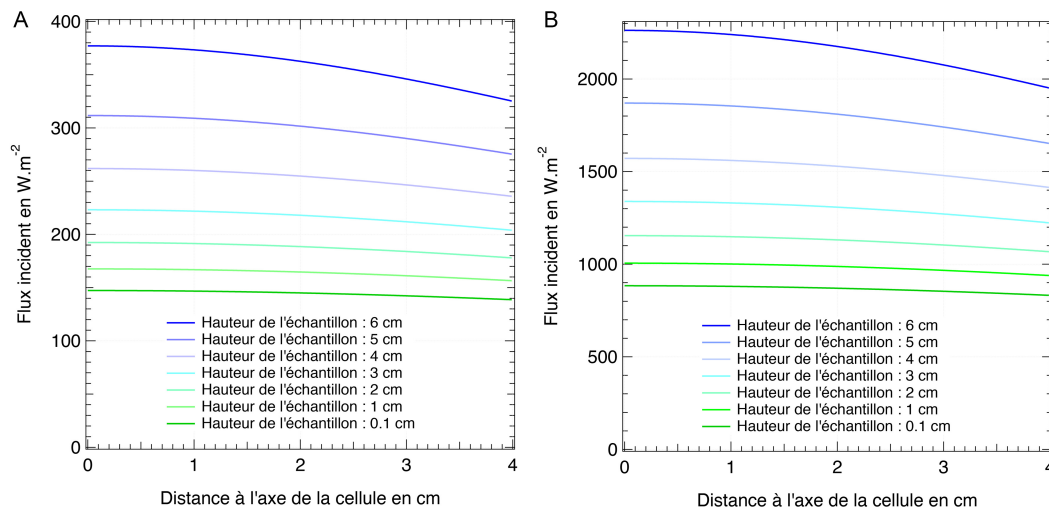 A
400
300
200
100
0
Flux incident en W.m-2
Hauteur de l'échantillon : 6 cm
Hauteur de l'échantillon : 5 cm
Hauteur de l'échantillon : 4 cm
Hauteur de l'échantillon : 3 cm
Hauteur de l'échantillon : 2 cm
Hauteur de l'échantillon : 1 cm
Hauteur de l'échantillon : 0.1 cm
0 1 2 3 4
Distance à l'axe de la cellule en cm
B
2000
1500
1000
500
0
Flux incident en W.m-2
Hauteur de l'échantillon : 6 cm
Hauteur de l'échantillon : 5 cm
Hauteur de l'échantillon : 4 cm
Hauteur de l'échantillon : 3 cm
Hauteur de l'échantillon : 2 cm
Hauteur de l'échantillon : 1 cm
Hauteur de l'échantillon : 0.1 cm
0 1 2 3 4
Distance à l'axe de la cellule en cm